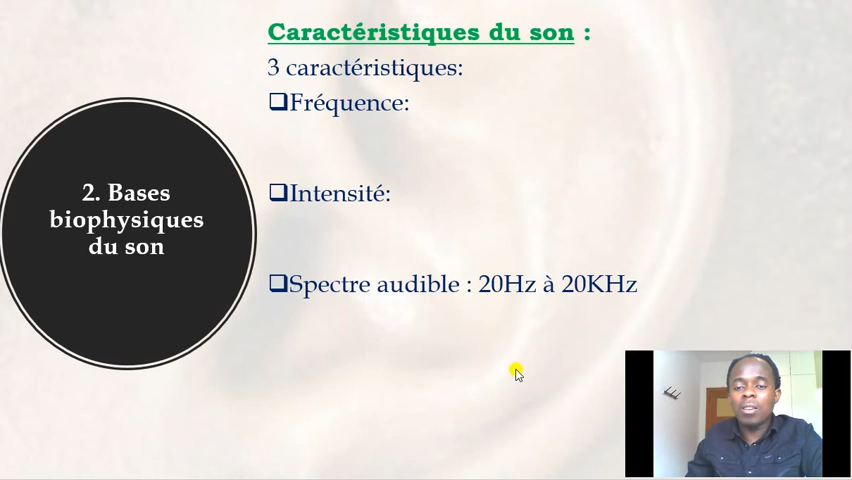 Caractéristiques du son :
3 caractéristiques:
❑Fréquence:
2. Bases
biophysiques
du son
❑Intensité:
❑Spectre audible : 20Hz à 20KHz